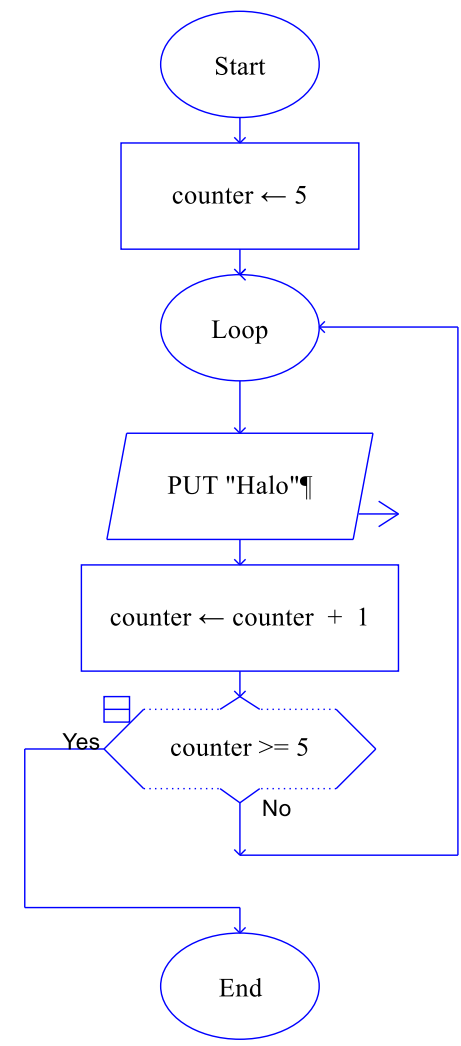 Start
counter ← 5
Loop
PUT "Halo"¶
counter ← counter + 1
Yes
counter >= 5
No
End